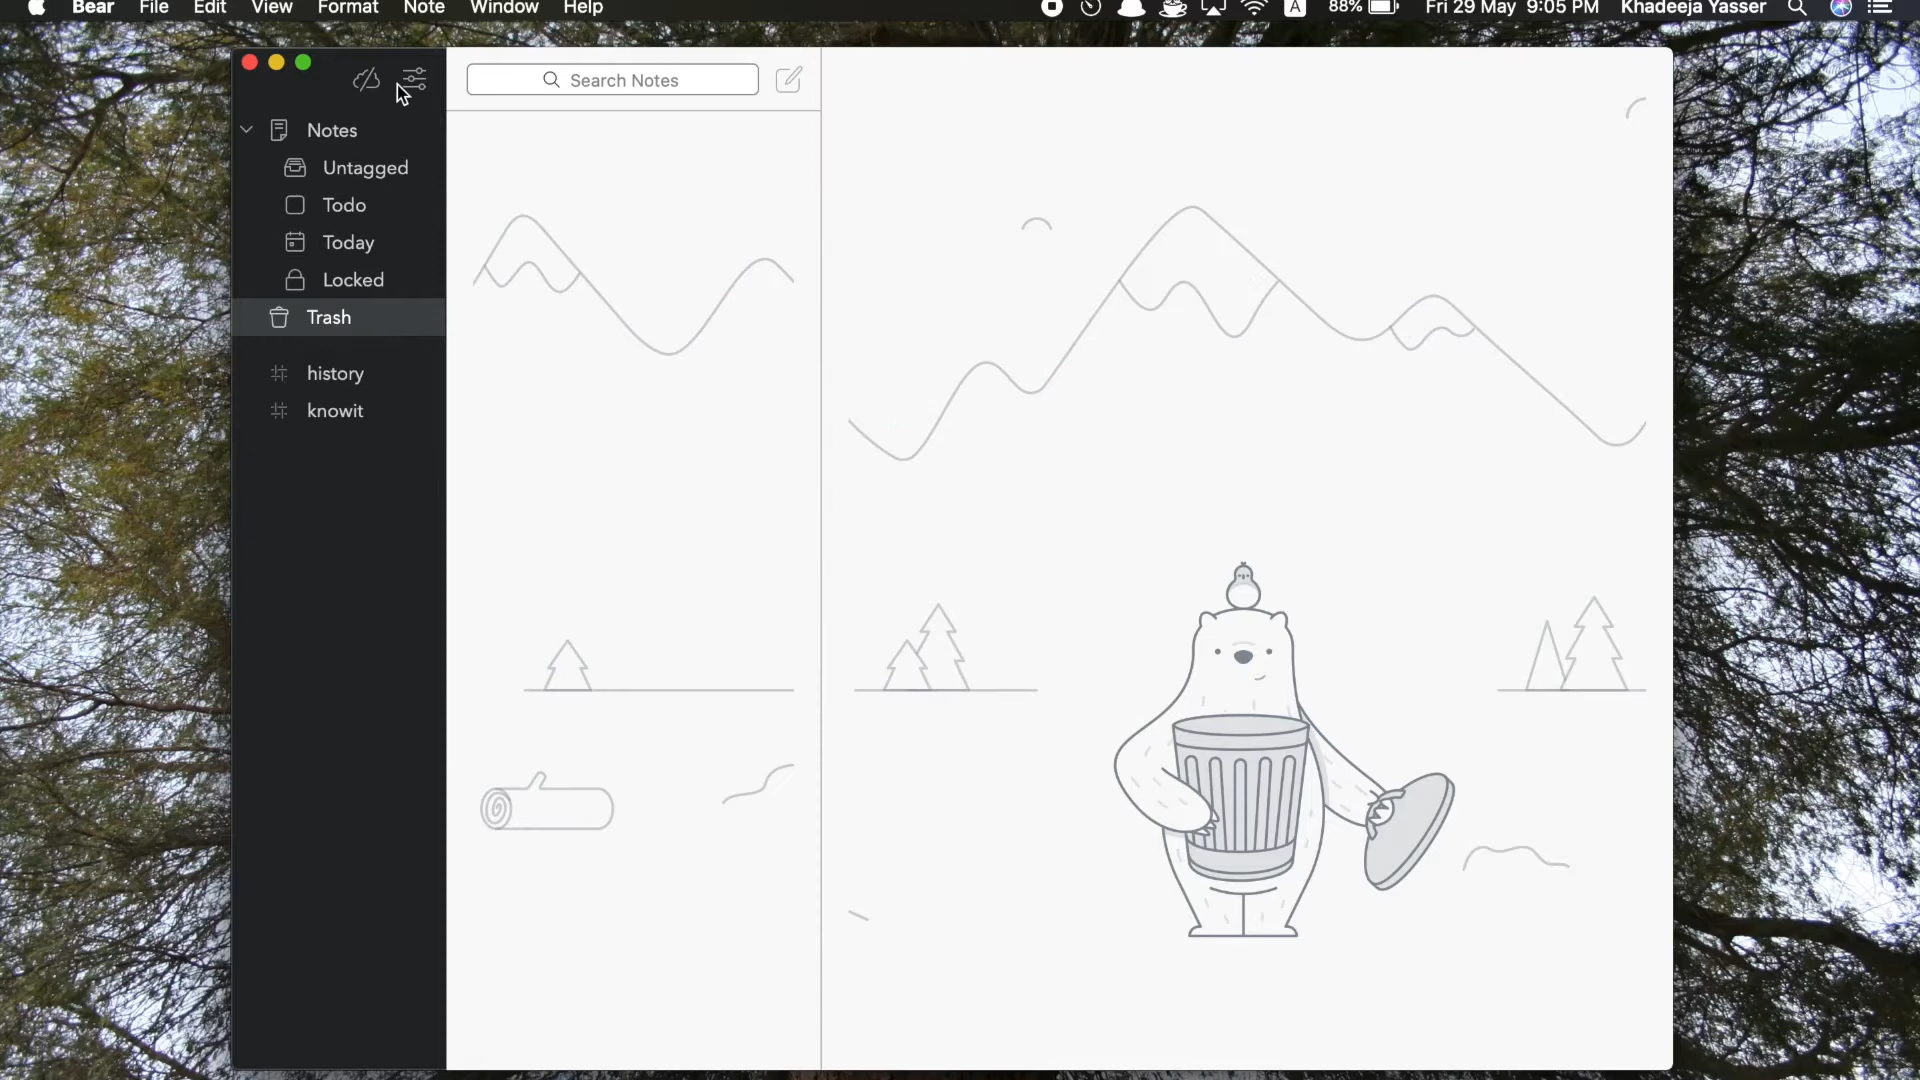 Bear File Edit View Format Note Window Help A 88% Fri 29 May 9:05 PM Khadeeja Yasser
Search Notes
Notes
Untagged
Todo
Today
Locked
Trash
history
knowit